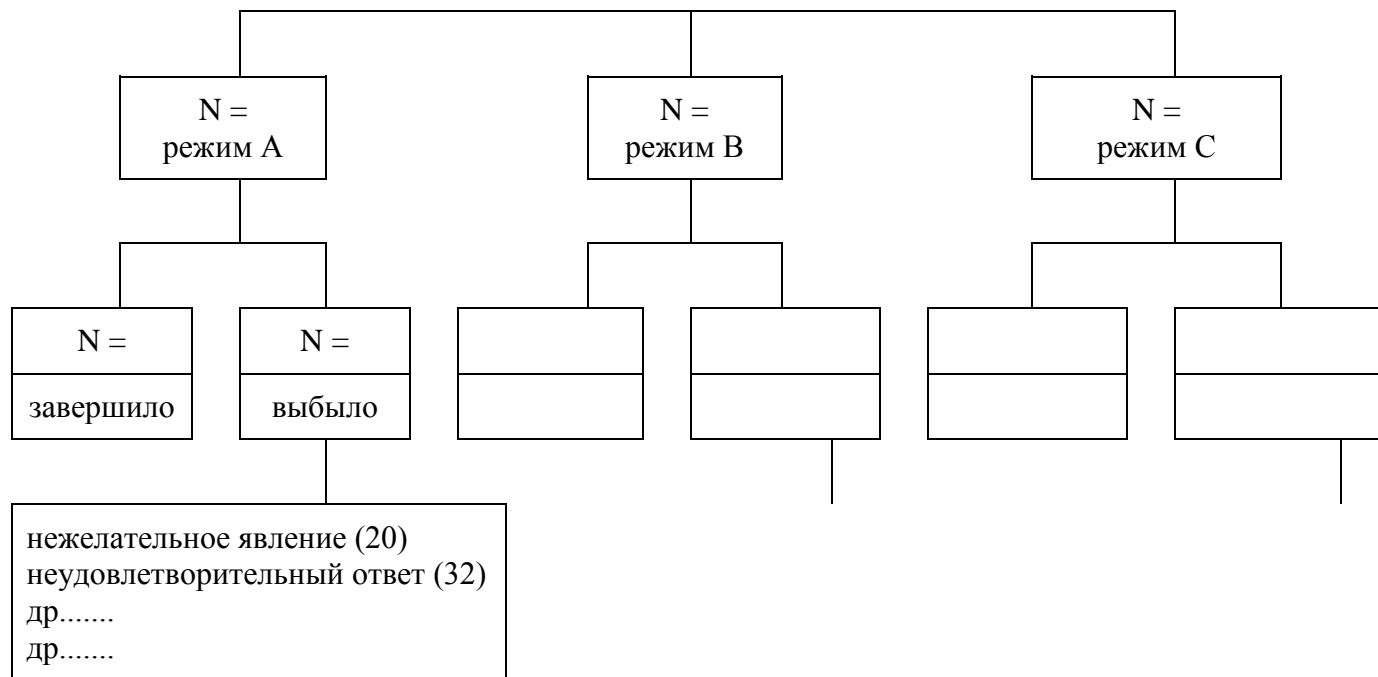 N =
режим A
N =
режим B
N =
режим C
N =
завершило
N =
выбыло
нежелательное явление (20)
неудовлетворительный ответ (32)
др.......
др.......